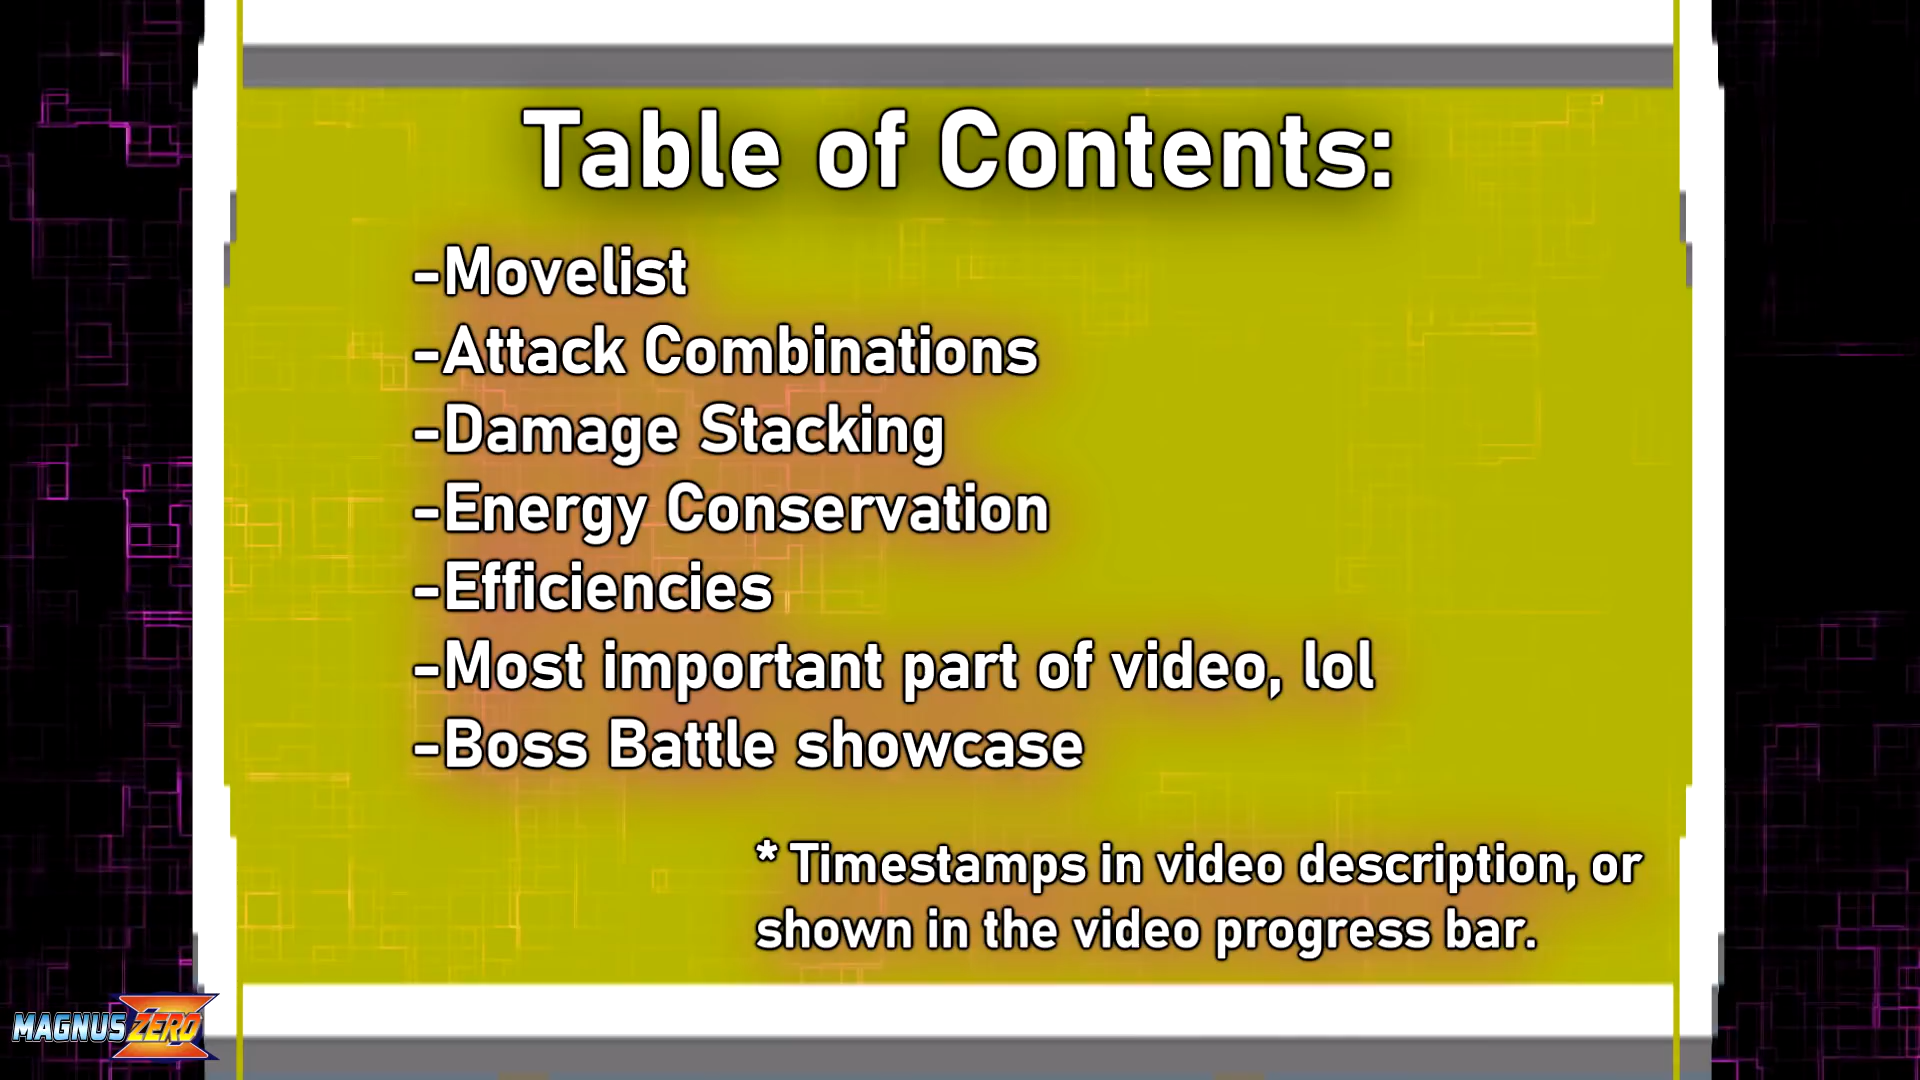 Table of Contents:
-Movelist
-Attack Combinations
-Damage Stacking
-Energy Conservation
-Efficiencies
-Most important part of video, lol
-Boss Battle showcase
* Timestamps in video description, or
shown in the video progress bar.
MAGNUS ZERO